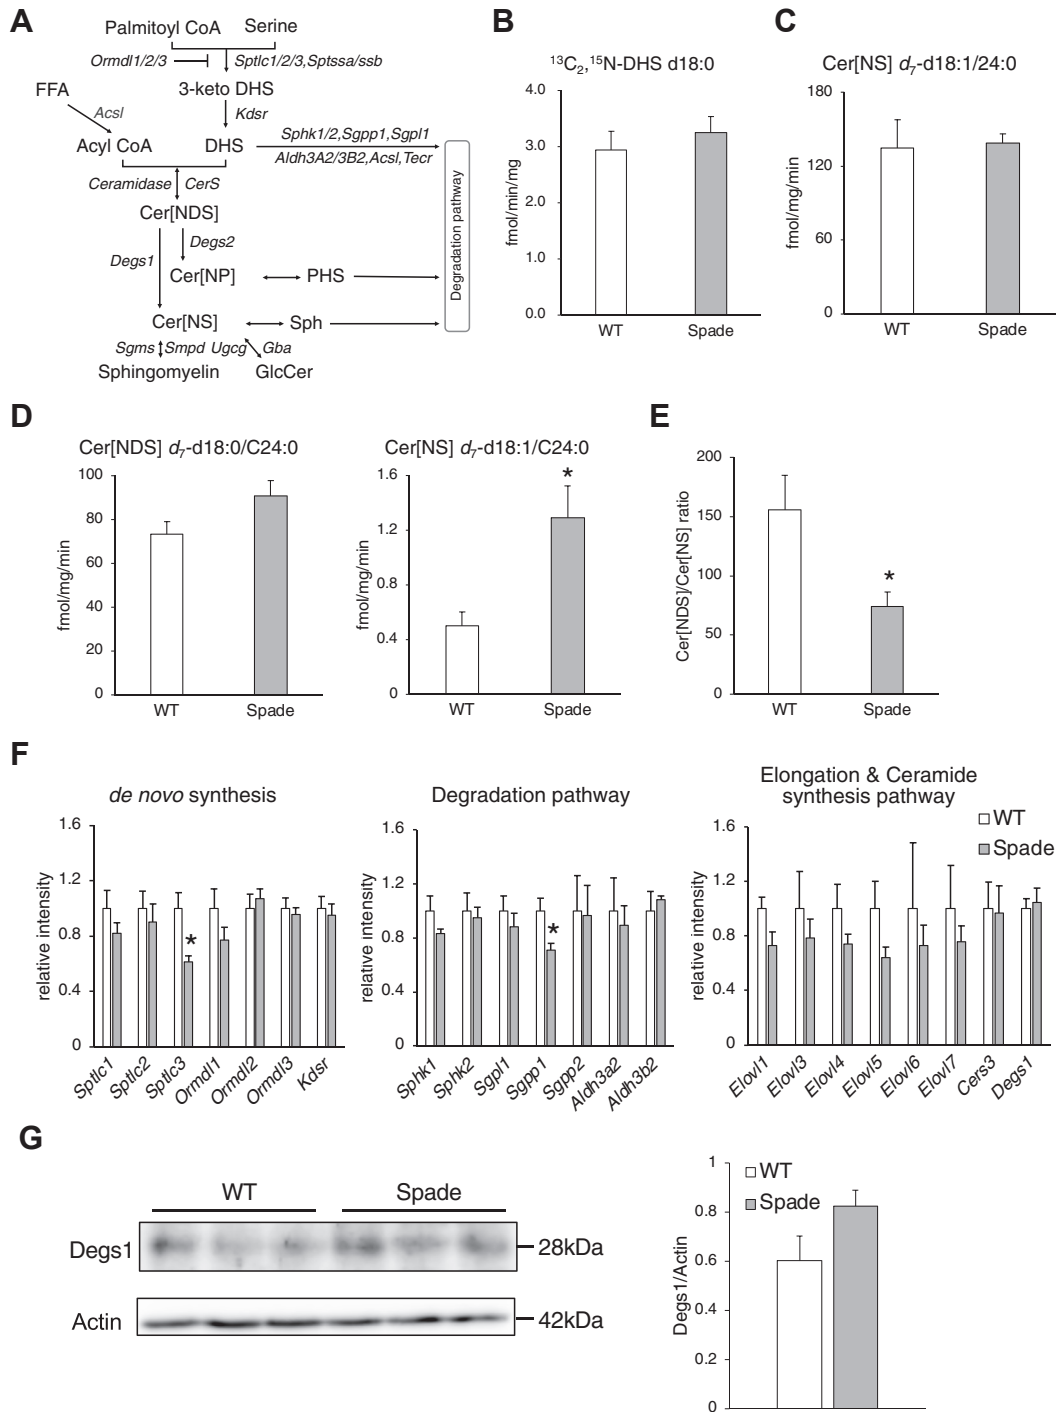 A
Palmitoyl CoA
Serine
Ormdl1/2/3
Sptlc1/2/3,Sptssa/ssb
FFA
3-keto DHS
Acsl
Kdsr
Acyl CoA
DHS
Sphk1/2,Sgpp1,Sgpl1
Aldh3A2/3B2,Acsl,Tecr
Ceramidase
CerS
Cer[NDS]
Degs2
Degs1
Cer[NP]
PHS
Cer[NS]
Sph
Degradation pathway
Sgms
Smpd
Ugcg
Gba
Sphingomyelin
GlcCer
B
¹³C₂,¹⁵N-DHS d18:0
fmol/min/mg
4.0
3.0
2.0
1.0
0.0
WT
Spade
C
Cer[NS] d₇-d18:1/24:0
fmol/mg/min
180
120
60
0
WT
Spade
D
Cer[NDS] d₇-d18:0/C24:0
fmol/mg/min
100
80
60
40
20
0
WT
Spade
Cer[NS] d₇-d18:1/C24:0
fmol/mg/min
1.6
1.2
0.8
0.4
0
*
WT
Spade
E
Cer[NDS]/Cer[NS] ratio
200
150
100
50
0
*
WT
Spade
F
de novo synthesis
relative intensity
1.6
1.2
0.8
0.4
0
*
Sptlc1
Sptlc2
Sptlc3
Ormdl1
Ormdl2
Ormdl3
Kdsr
Degradation pathway
relative intensity
1.6
1.2
0.8
0.4
0
*
Sphk1
Sphk2
Sgpl1
Sgpp1
Sgpp2
Aldh3a2
Aldh3b2
Elongation & Ceramide
synthesis pathway
WT
Spade
relative intensity
1.6
1.2
0.8
0.4
0
Elovl1
Elovl3
Elovl4
Elovl5
Elovl6
Elovl7
Cers3
Degs1
G
WT
Spade
Degs1
28kDa
Actin
42kDa
WT
Spade
Degs1/Actin
1
0.8
0.6
0.4
0.2
0